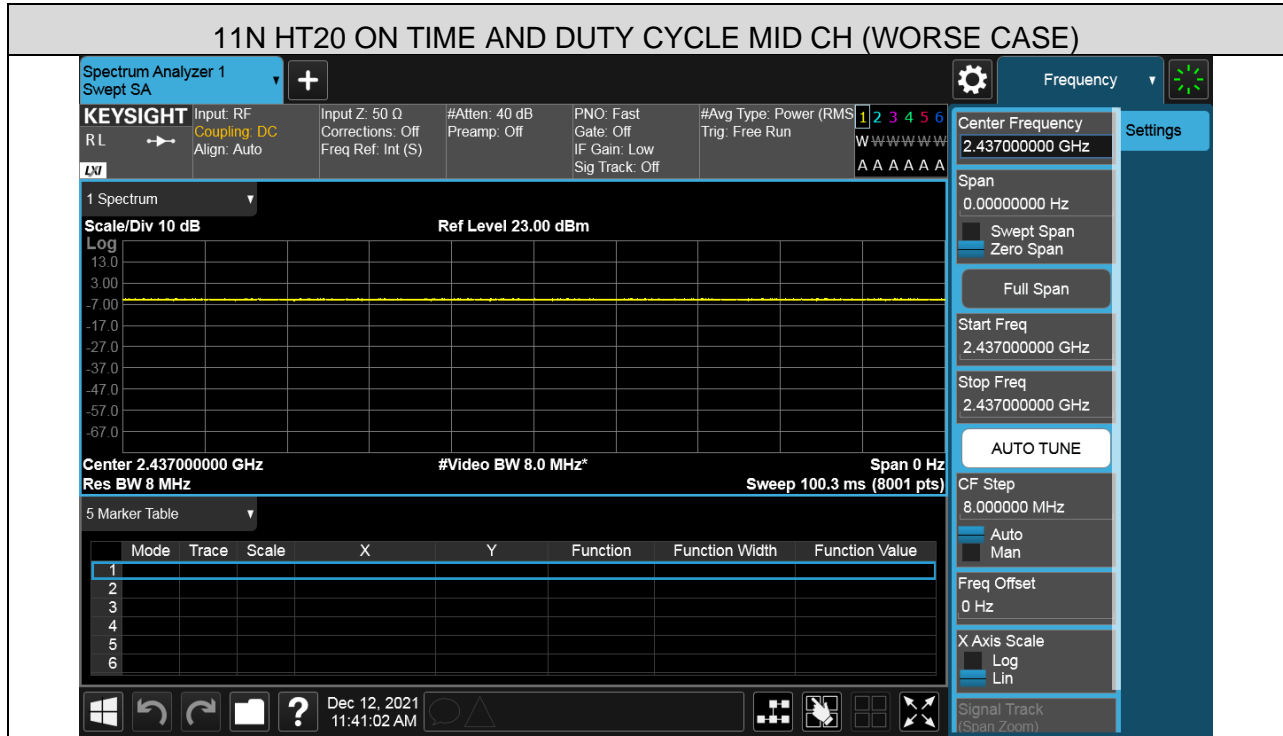 11N HT20 ON TIME AND DUTY CYCLE MID CH (WORSE CASE)
Spectrum Analyzer 1
Swept SA
Frequency
KEYSIGHT
R L
LXI
Input: RF
Coupling: DC
Align: Auto
Input Z: 50 Ω
Corrections: Off
Freq Ref: Int (S)
#Atten: 40 dB
Preamp: Off
PNO: Fast
Gate: Off
IF Gain: Low
Sig Track: Off
#Avg Type: Power (RMS
Trig: Free Run
1 2 3 4 5 6
W W W W W W
A A A A A A
1 Spectrum
Scale/Div 10 dB
Ref Level 23.00 dBm
Log
13.0
3.00
-7.00
-17.0
-27.0
-37.0
-47.0
-57.0
-67.0
Center 2.437000000 GHz
#Video BW 8.0 MHz*
Span 0 Hz
Res BW 8 MHz
Sweep 100.3 ms (8001 pts)
5 Marker Table
Mode Trace Scale X Y Function Function Width Function Value
1
2
3
4
5
6
Dec 12, 2021
11:41:02 AM
Center Frequency
2.437000000 GHz
Settings
Span
0.00000000 Hz
Swept Span
Zero Span
Full Span
Start Freq
2.437000000 GHz
Stop Freq
2.437000000 GHz
AUTO TUNE
CF Step
8.000000 MHz
Auto
Man
Freq Offset
0 Hz
X Axis Scale
Log
Lin
Signal Track
(Span Zoom)